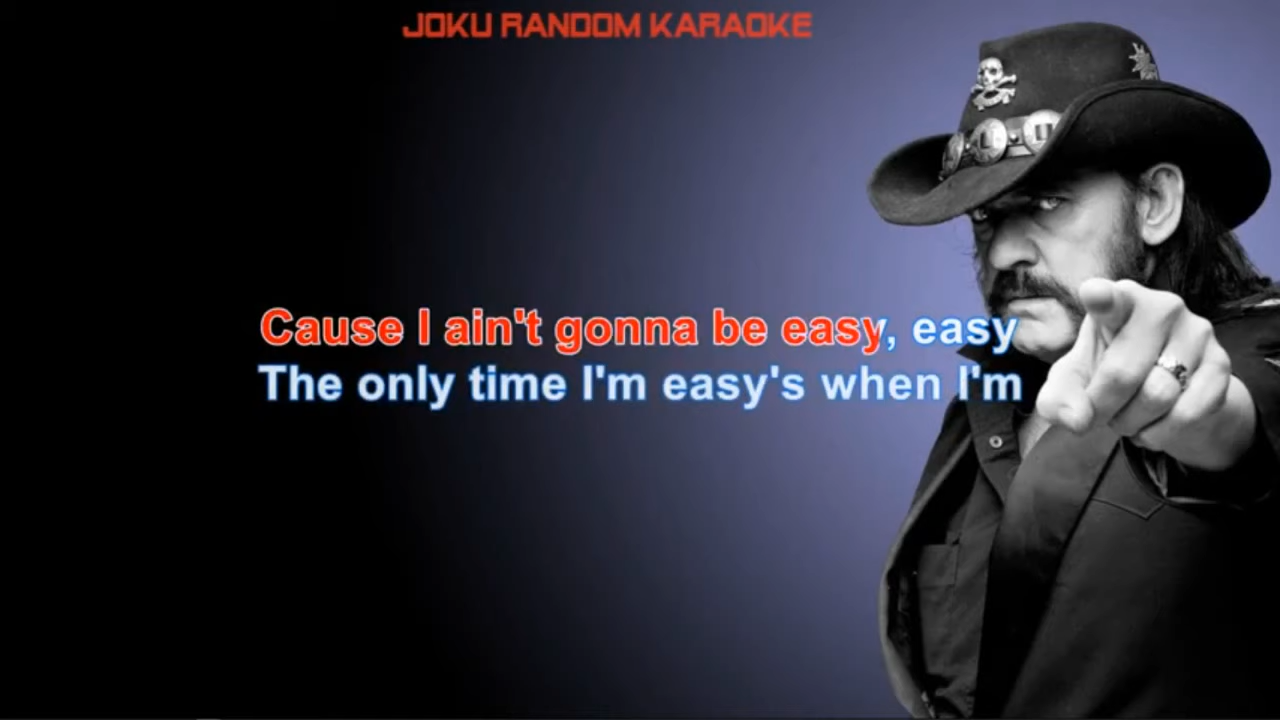 JOKU RANDOM KARAOKE
Cause I ain't gonna be easy, easy
The only time I'm easy's when I'm